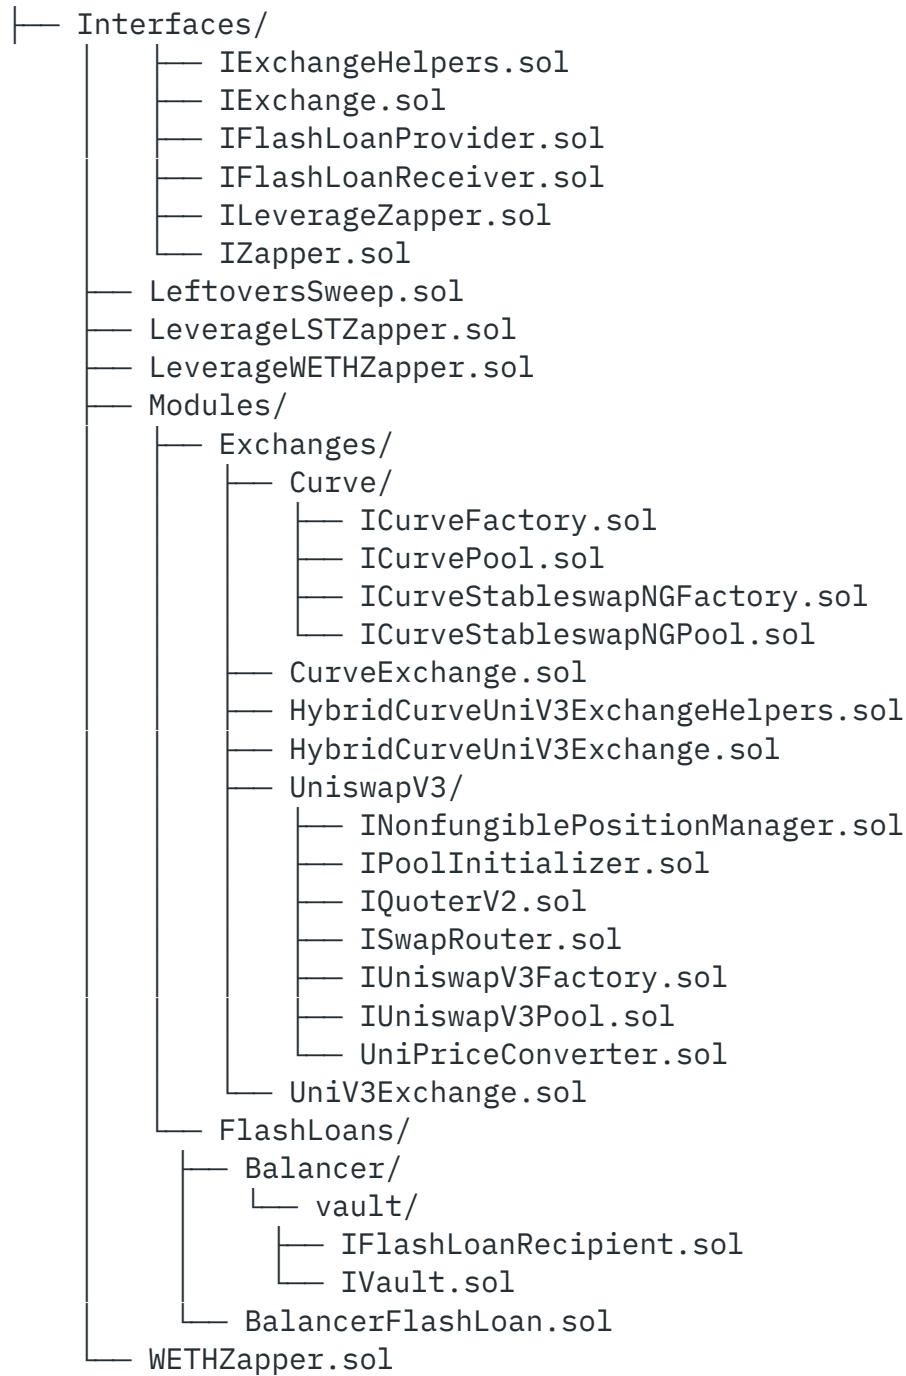 ├── Interfaces/
│   ├── IExchangeHelpers.sol
│   ├── IExchange.sol
│   ├── IFlashLoanProvider.sol
│   ├── IFlashLoanReceiver.sol
│   ├── ILeverageZapper.sol
│   └── IZapper.sol
├── LeftoversSweep.sol
├── LeverageLSTZapper.sol
├── LeverageWETHZapper.sol
├── Modules/
│   ├── Exchanges/
│   │   ├── Curve/
│   │   │   ├── ICurveFactory.sol
│   │   │   ├── ICurvePool.sol
│   │   │   ├── ICurveStableswapNGFactory.sol
│   │   │   └── ICurveStableswapNGPool.sol
│   │   ├── CurveExchange.sol
│   │   ├── HybridCurveUniV3ExchangeHelpers.sol
│   │   ├── HybridCurveUniV3Exchange.sol
│   │   ├── UniswapV3/
│   │   │   ├── INonfungiblePositionManager.sol
│   │   │   ├── IPoolInitializer.sol
│   │   │   ├── IQuoterV2.sol
│   │   │   ├── ISwapRouter.sol
│   │   │   ├── IUniswapV3Factory.sol
│   │   │   ├── IUniswapV3Pool.sol
│   │   │   └── UniPriceConverter.sol
│   │   └── UniV3Exchange.sol
│   └── FlashLoans/
│       ├── Balancer/
│       │   └── vault/
│       │       ├── IFlashLoanRecipient.sol
│       │       └── IVault.sol
│       └── BalancerFlashLoan.sol
└── WETHZapper.sol